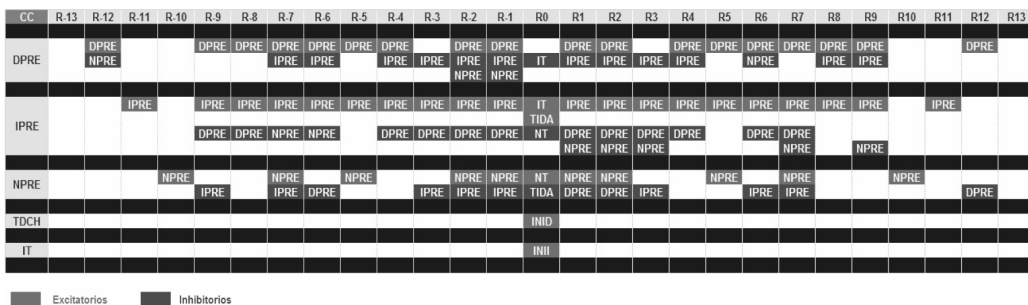 CC R-13 R-12 R-11 R-10 R-9 R-8 R-7 R-6 R-5 R-4 R-3 R-2 R-1 R0 R1 R2 R3 R4 R5 R6 R7 R8 R9 R10 R11 R12 R13
DPRE DPRE DPRE DPRE DPRE DPRE DPRE DPRE DPRE DPRE DPRE DPRE DPRE DPRE DPRE DPRE DPRE DPRE
DPRE NPRE IPRE IPRE IPRE IPRE IPRE IPRE IT IPRE IPRE IPRE IPRE NPRE IPRE IPRE
NPRE NPRE
IPRE IPRE IPRE IPRE IPRE IPRE IPRE IPRE IPRE IPRE IT IPRE IPRE IPRE IPRE IPRE IPRE IPRE IPRE IPRE IPRE
IPRE TIDA
DPRE DPRE NPRE NPRE DPRE DPRE DPRE DPRE NT DPRE DPRE DPRE DPRE DPRE DPRE
NPRE NPRE NPRE NPRE NPRE
NPRE NPRE NPRE NPRE NPRE NPRE NT NPRE NPRE NPRE NPRE NPRE
IPRE IPRE DPRE IPRE IPRE IPRE TIDA DPRE DPRE IPRE IPRE IPRE DPRE
TDCH INID
IT INII
Excitatorios Inhibitorios